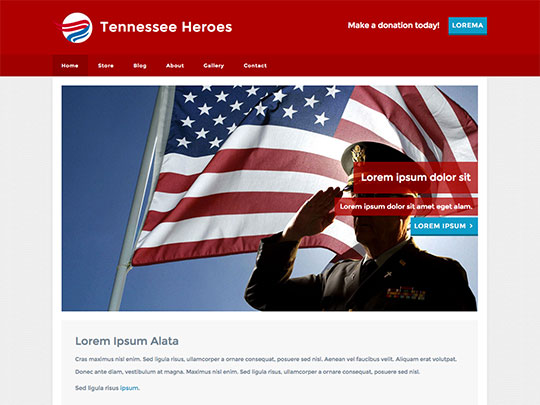 Tennessee Heroes
Make a donation today!
LOREMA
Home Store Blog About Gallery Contact
Lorem ipsum dolor sit
Lorem ipsum dolor sit amet eget alam.
LOREM IPSUM >
Lorem Ipsum Alata
Cras maximus nisl enim. Sed ligula risus, ullamcorper a ornare consequat, posuere sed nisl. Aenean vel faucibus velit. Aliquam erat volutpat.
Donec ante diam, vestibulum at magna. Maximus nisl enim. Sed ligula risus, ullamcorper a ornare consequat, posuere sed nisl.
Sed ligula risus ipsum.